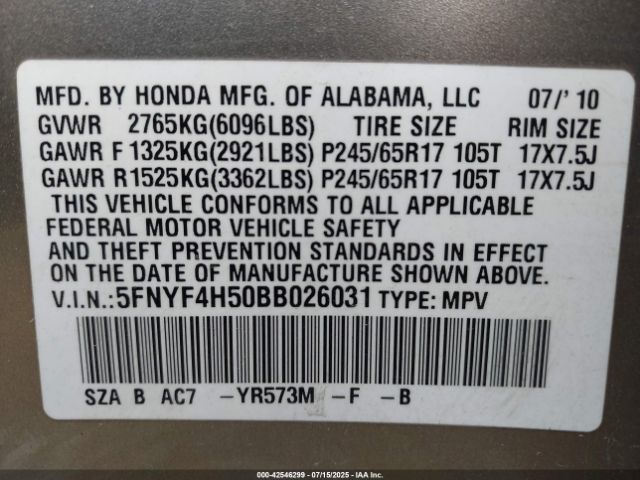 MFD. BY HONDA MFG. OF ALABAMA, LLC 07/' 10
GVWR 2765KG(6096LBS) TIRE SIZE RIM SIZE
GAWR F 1325KG(2921LBS) P245/65R17 105T 17X7.5J
GAWR R1525KG(3362LBS) P245/65R17 105T 17X7.5J
THIS VEHICLE CONFORMS TO ALL APPLICABLE
FEDERAL MOTOR VEHICLE SAFETY
AND THEFT PREVENTION STANDARDS IN EFFECT
ON THE DATE OF MANUFACTURE SHOWN ABOVE.
V.I.N.:5FNYF4H50BB026031 TYPE: MPV
SZA B AC7 -YR573M -F -B
000-42546299 - 07/15/2025 - IAA Inc.